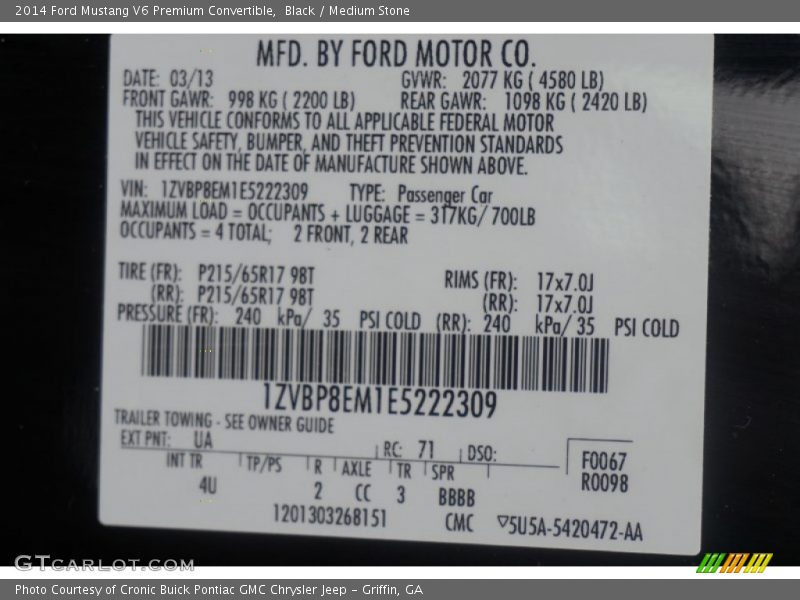 2014 Ford Mustang V6 Premium Convertible, Black / Medium Stone
MFD. BY FORD MOTOR CO.
DATE: 03/13 GVWR: 2077 KG ( 4580 LB)
FRONT GAWR: 998 KG ( 2200 LB) REAR GAWR: 1098 KG ( 2420 LB)
THIS VEHICLE CONFORMS TO ALL APPLICABLE FEDERAL MOTOR
VEHICLE SAFETY, BUMPER, AND THEFT PREVENTION STANDARDS
IN EFFECT ON THE DATE OF MANUFACTURE SHOWN ABOVE.
VIN: 1ZVBP8EM1E5222309 TYPE: Passenger Car
MAXIMUM LOAD = OCCUPANTS + LUGGAGE = 317KG/ 700LB
OCCUPANTS = 4 TOTAL; 2 FRONT, 2 REAR
TIRE (FR): P215/65R17 98T RIMS (FR): 17x7.0J
(RR): P215/65R17 98T (RR): 17x7.0J
PRESSURE (FR): 240 kPa/ 35 PSI COLD (RR): 240 kPa/ 35 PSI COLD
1ZVBP8EM1E5222309
TRAILER TOWING - SEE OWNER GUIDE
EXT PNT: UA RC: 71 DSO:
INT TR TP/PS R AXLE TR SPR F0067
4U 2 CC 3 BBBB R0098
1201303268151 CMC ▽5U5A-5420472-AA
GTCARLOT.COM
Photo Courtesy of Cronic Buick Pontiac GMC Chrysler Jeep - Griffin, GA